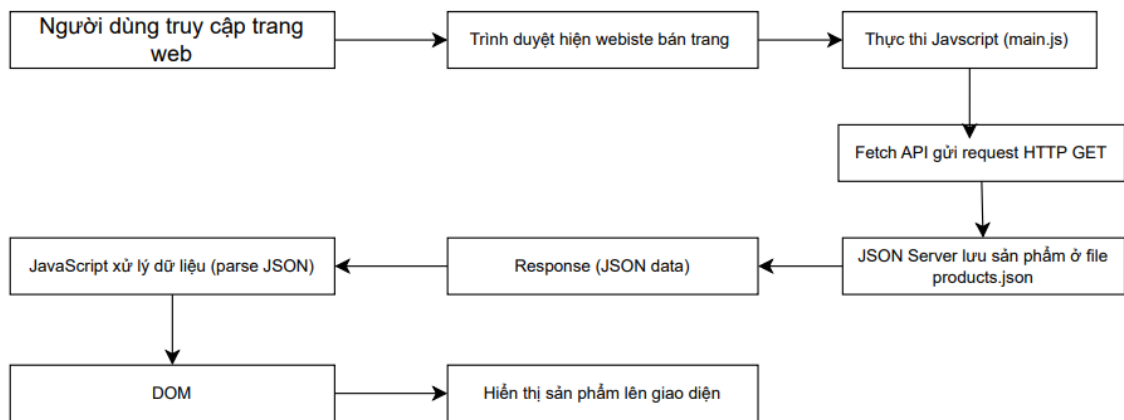 Người dùng truy cập trang
web
Trình duyệt hiện webiste bán trang
Thực thi Javscript (main.js)
Fetch API gửi request HTTP GET
JSON Server lưu sản phẩm ở file
products.json
Response (JSON data)
JavaScript xử lý dữ liệu (parse JSON)
DOM
Hiển thị sản phẩm lên giao diện